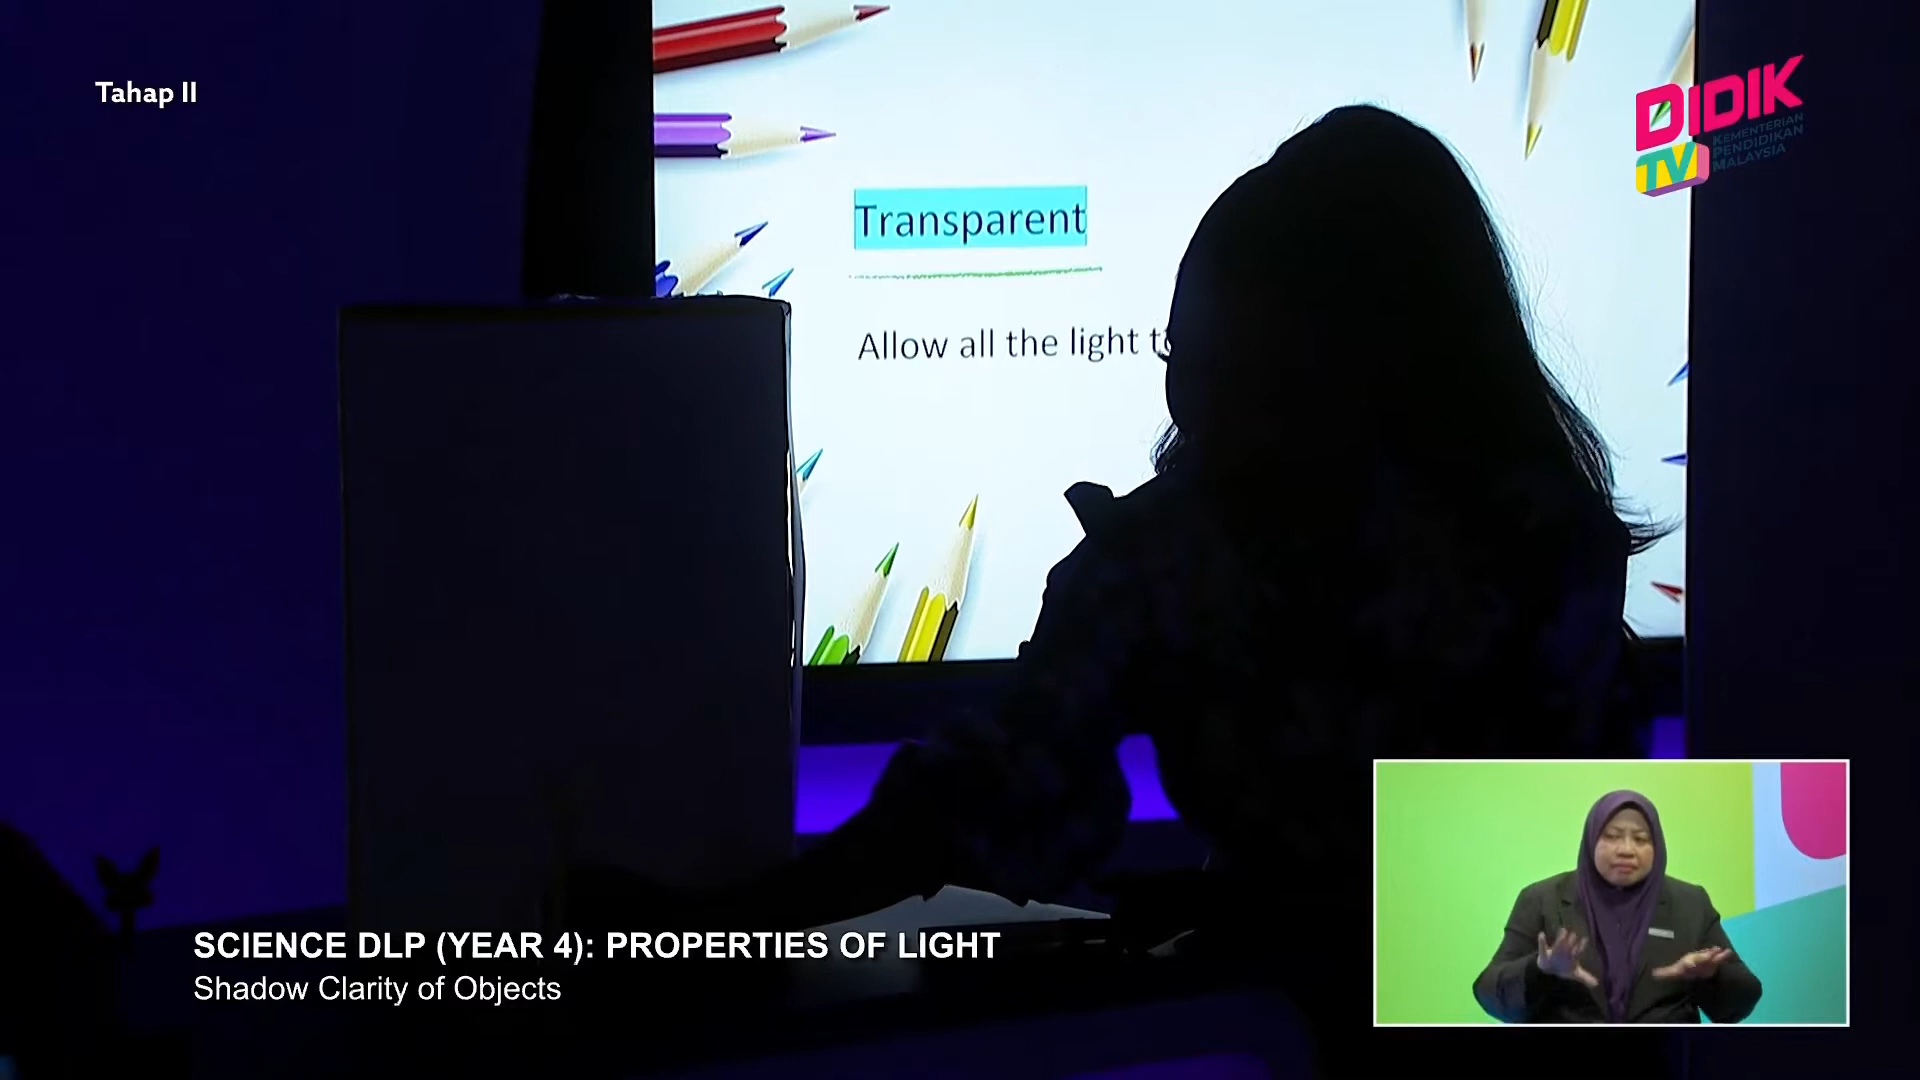 Tahap II
DIDIK
TV
KEMENTERIAN
PENDIDIKAN
MALAYSIA
Transparent
Allow all the light
SCIENCE DLP (YEAR 4): PROPERTIES OF LIGHT
Shadow Clarity of Objects